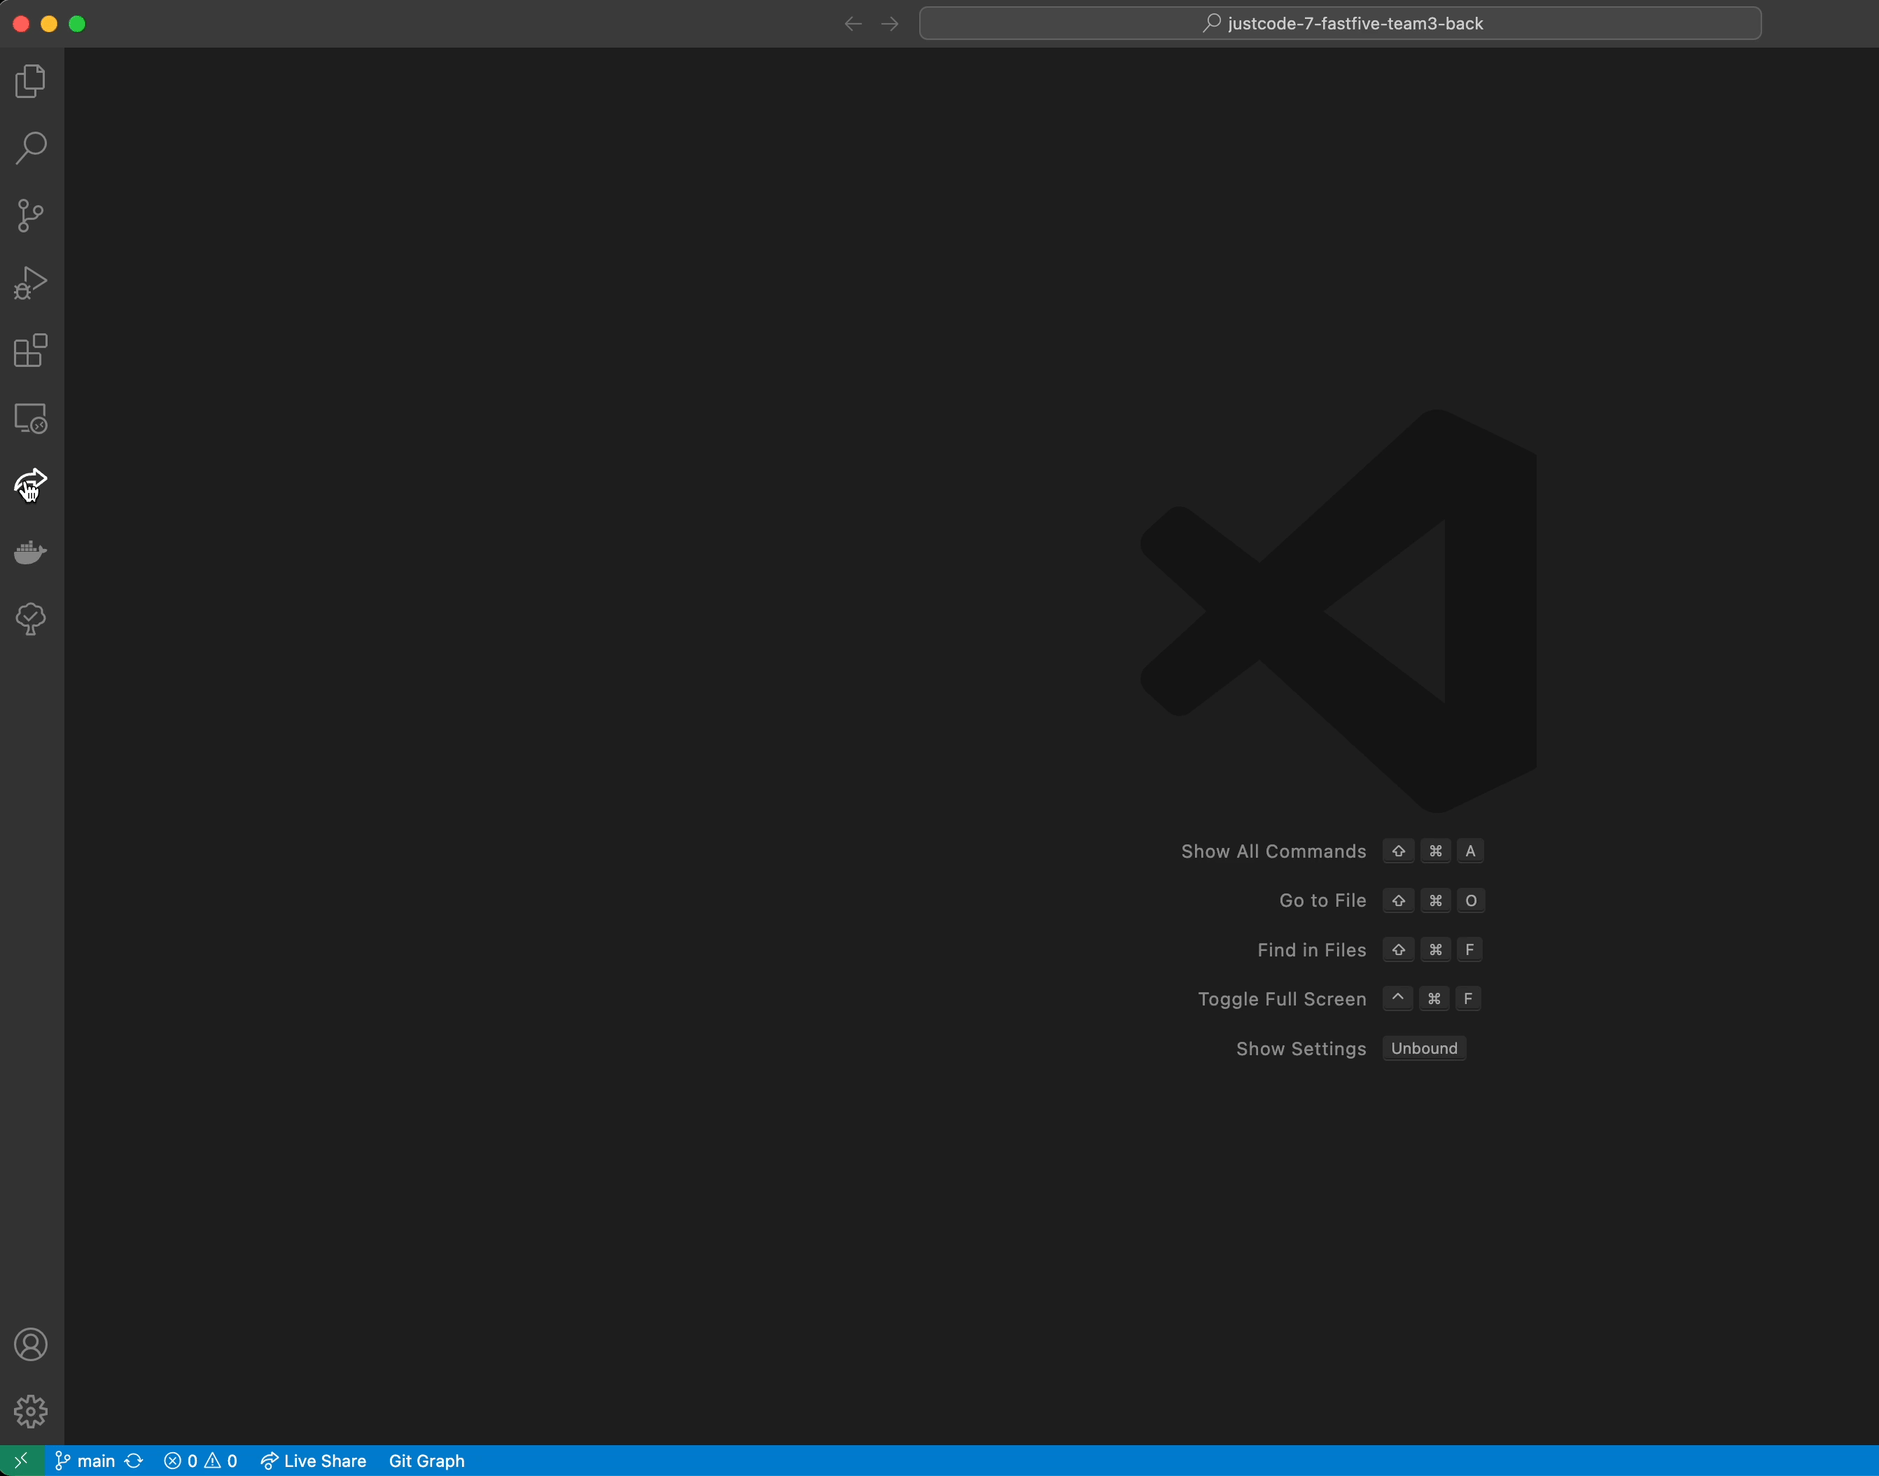 justcode-7-fastfive-team3-back
Show All Commands ⇧ ⌘ A
Go to File ⇧ ⌘ O
Find in Files ⇧ ⌘ F
Toggle Full Screen ^ ⌘ F
Show Settings Unbound
main 0 0 Live Share Git Graph